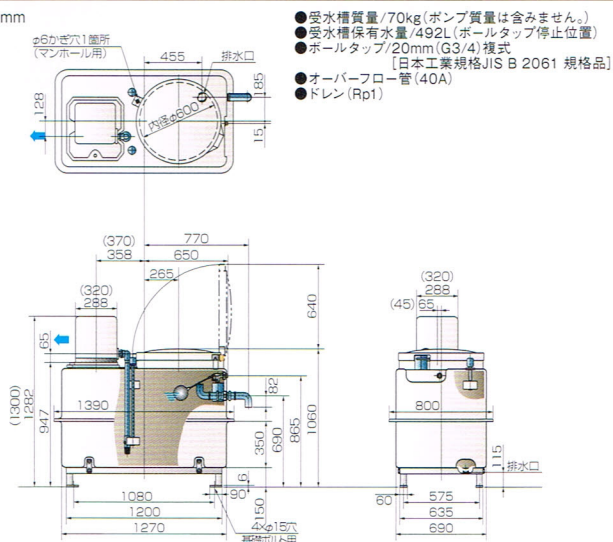 mm
●受水槽質量/70kg(ポンプ質量は含みません。)
●受水槽保有水量/492L(ボールタップ停止位置)
●ボールタップ/20mm(G3/4)複式
[日本工業規格JIS B 2061 規格品]
●オーバーフロー管(40A)
●ドレン(Rp1)
φ6かぎ穴1箇所
(マンホール用)
455
排水口
85
128
内径φ600
15
(370)
358
770
650
265
(320)
288
640
65
(1300)
1282
947
1390
82
350
690
865
1060
6
150
90
1080
1200
1270
4×φ15穴
基礎ボルト用
(320)
288
(45) 65
800
115
排水口
60
575
635
690